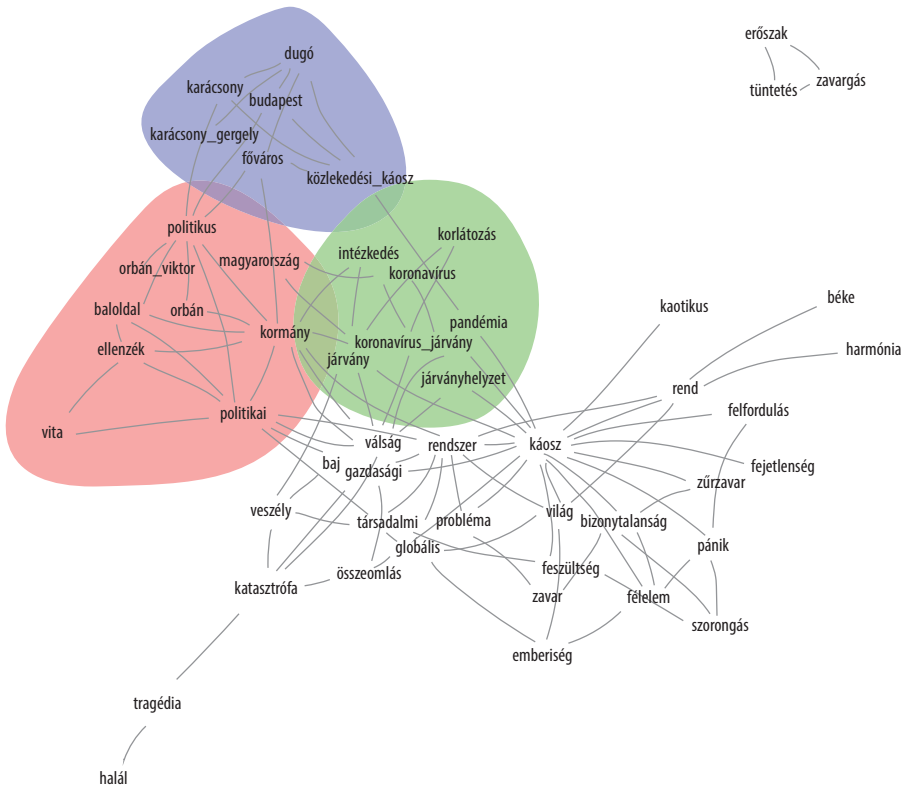 erőszak
dugó
zavargás
karácsony
tüntetés
budapest
karácsony_gergely
főváros
közlekedési_káosz
politikus
korlátozás
intézkedés
magyarország
orbán_viktor
koronavírus
béke
kaotikus
baloldal
orbán
pandémia
kormány
koronavírus_járvány
ellenzék
harmónia
járvány
járványhelyzet
rend
politikai
felfordulás
vita
válság
rendszer
káosz
baj
gazdasági
fejetlenség
zűrzavar
veszély
világ
társadalmi
probléma
bizonytalanság
globális
pánik
feszültség
összeomlás
katasztrófa
zavar
félelem
szorongás
emberiség
tragédia
halál